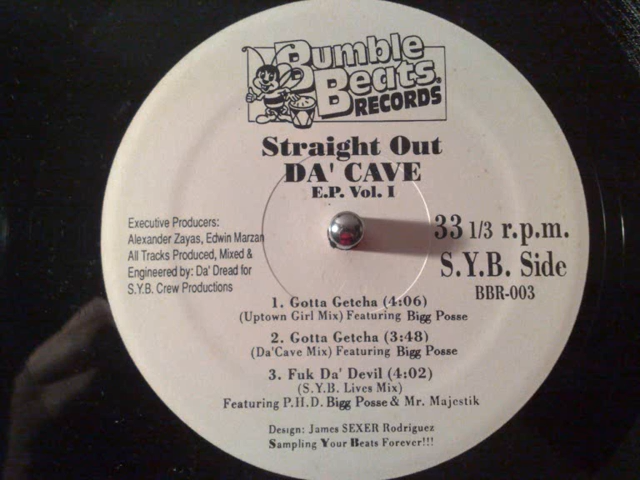 Bumble
Beats
RECORDS
Straight Out
DA' CAVE
E.P. Vol. I
Executive Producers:
Alexander Zayas, Edwin Marzan
All Tracks Produced, Mixed &
Engineered by: Da' Dread for
S.Y.B. Crew Productions
33 1/3 r.p.m.
S.Y.B. Side
BBR-003
1. Gotta Getcha (4:06)
(Uptown Girl Mix) Featuring Bigg Posse
2. Gotta Getcha (3:48)
(Da'Cave Mix) Featuring Bigg Posse
3. Fuk Da' Devil (4:02)
(S.Y.B. Lives Mix)
Featuring P.H.D. Bigg Posse & Mr. Majestik
Design: James SEXER Rodriguez
Sampling Your Beats Forever!!!